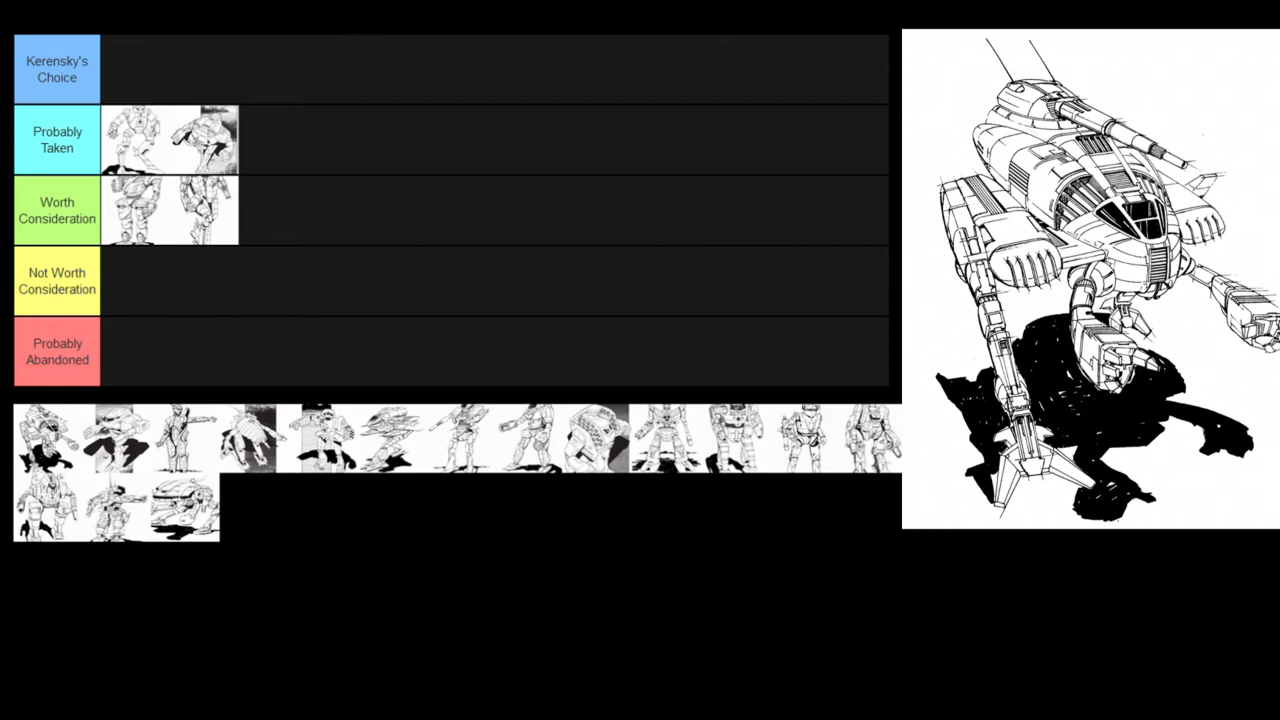 Kerensky's
Choice
Probably
Taken
Worth
Consideration
Not Worth
Consideration
Probably
Abandoned